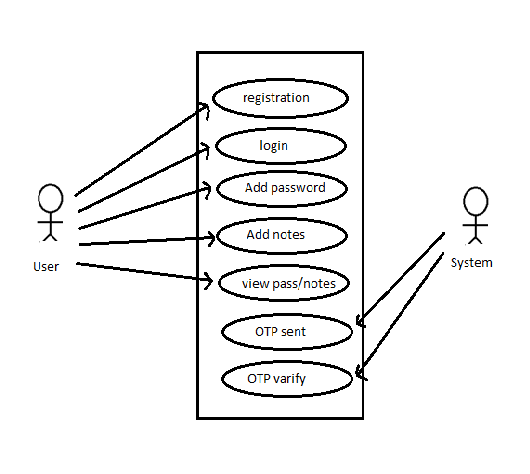 registration
login
Add password
Add notes
view pass/notes
OTP sent
OTP varify
User
System